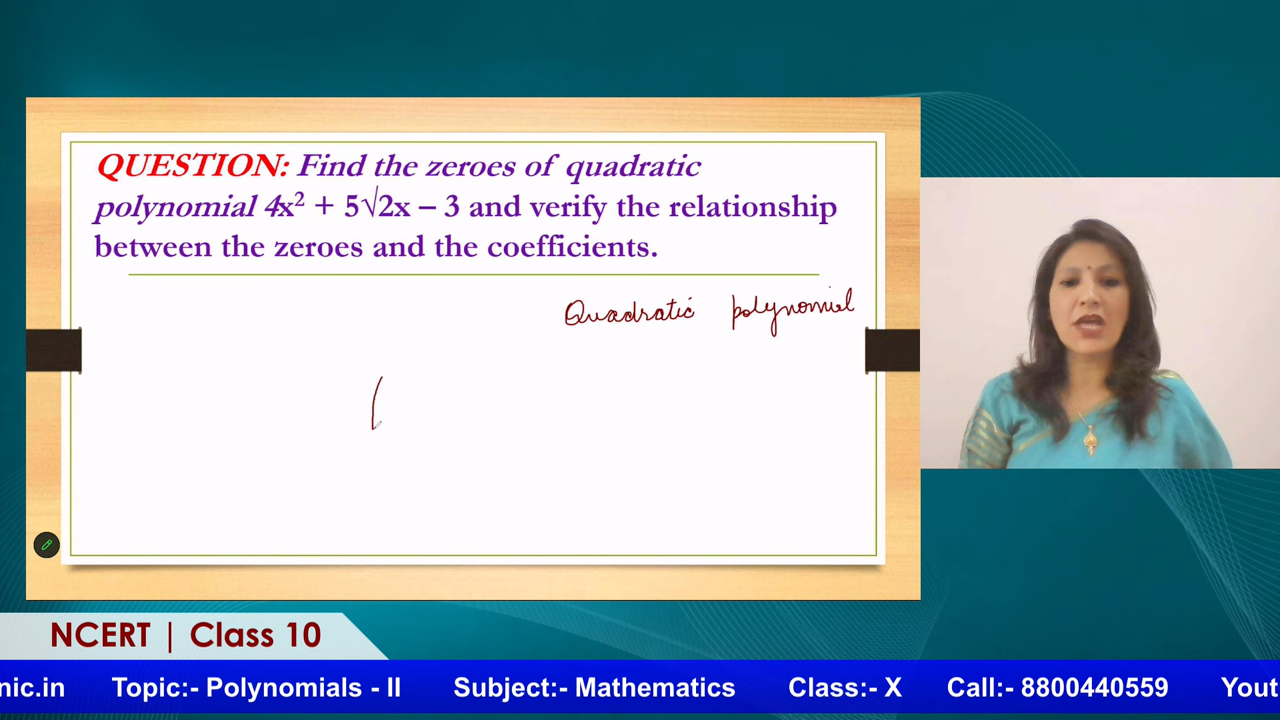 QUESTION: Find the zeroes of quadratic
polynomial 4x² + 5√2x – 3 and verify the relationship
between the zeroes and the coefficients.
Quadratic polynomial
(
NCERT | Class 10
nic.in Topic:- Polynomials - II Subject:- Mathematics Class:- X Call:- 8800440559 Yout